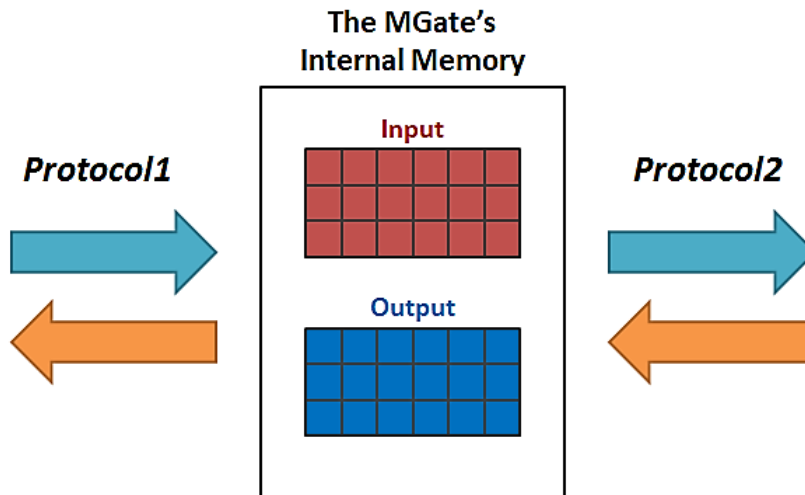 The MGate's
Internal Memory
Input
Protocol1
Protocol2
Output